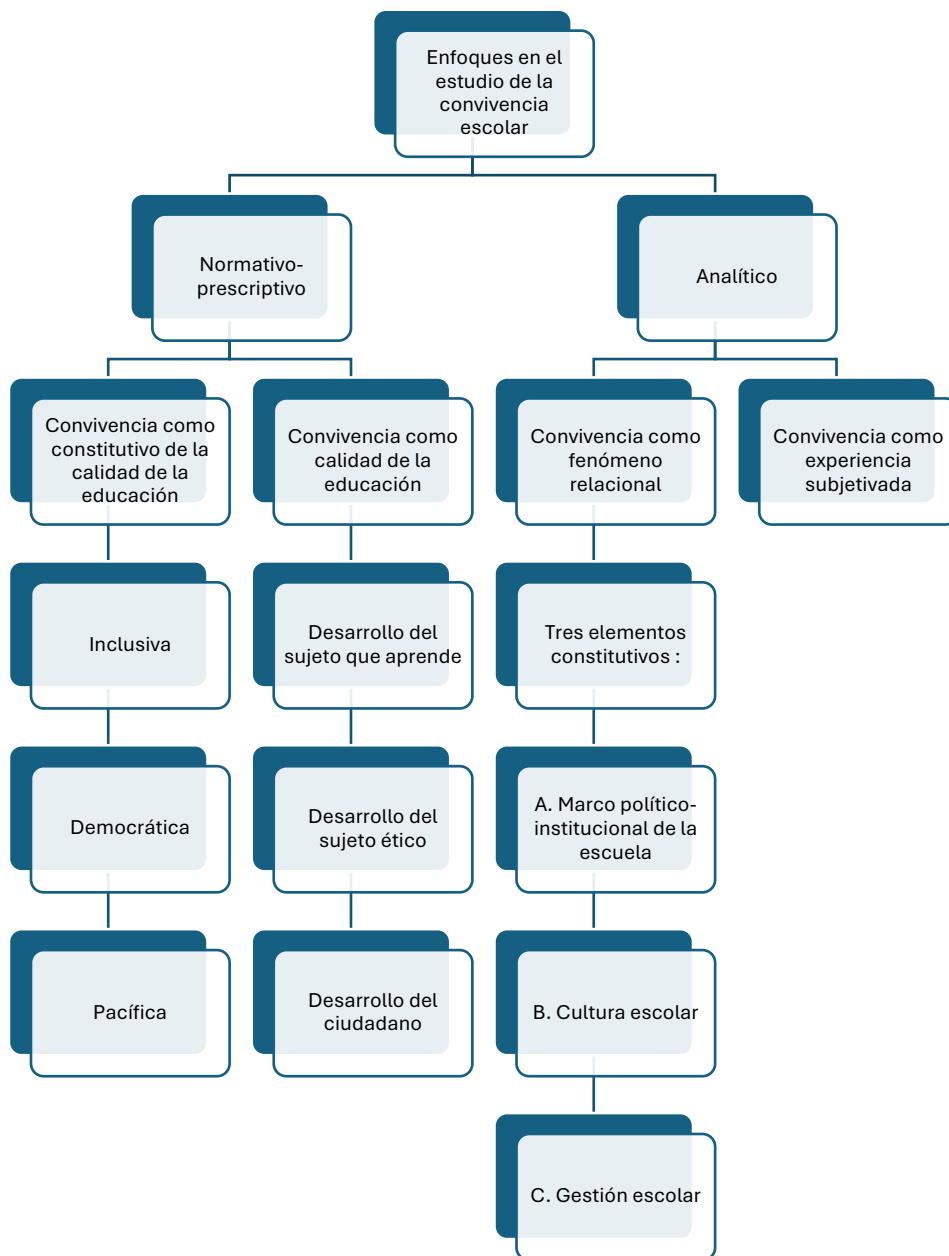 Enfoques en el
estudio de la
convivencia
escolar
Normativo-
prescriptivo
Analítico
Convivencia como
constitutivo de la
calidad de la
educación
Convivencia como
calidad de la
educación
Convivencia como
fenómeno
relacional
Convivencia como
experiencia
subjetivada
Inclusiva
Desarrollo del
sujeto que aprende
Tres elementos
constitutivos :
Democrática
Desarrollo del
sujeto ético
A. Marco político-
institucional de la
escuela
Pacífica
Desarrollo del
ciudadano
B. Cultura escolar
C. Gestión escolar